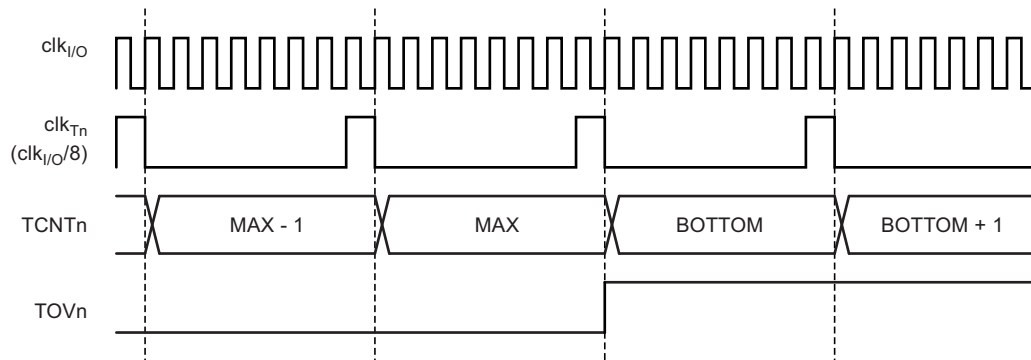 clkI/O
clkTn
(clkI/O/8)
TCNTn
MAX - 1
MAX
BOTTOM
BOTTOM + 1
TOVn